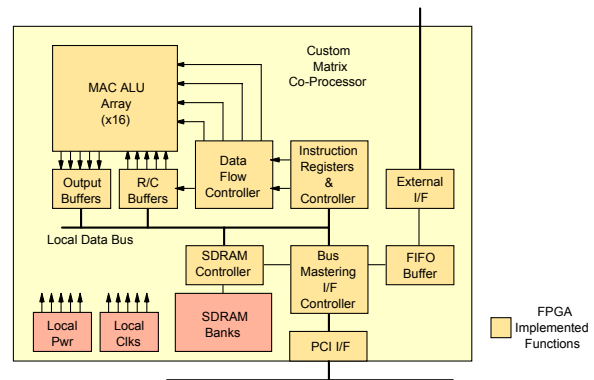 Custom
Matrix
Co-Processor
MAC ALU
Array
(x16)
Data
Flow
Controller
Instruction
Registers
&
Controller
Output
Buffers
R/C
Buffers
External
I/F
Local Data Bus
SDRAM
Controller
Bus
Mastering
I/F
Controller
FIFO
Buffer
Local
Pwr
Local
Clks
SDRAM
Banks
PCI I/F
FPGA
Implemented
Functions